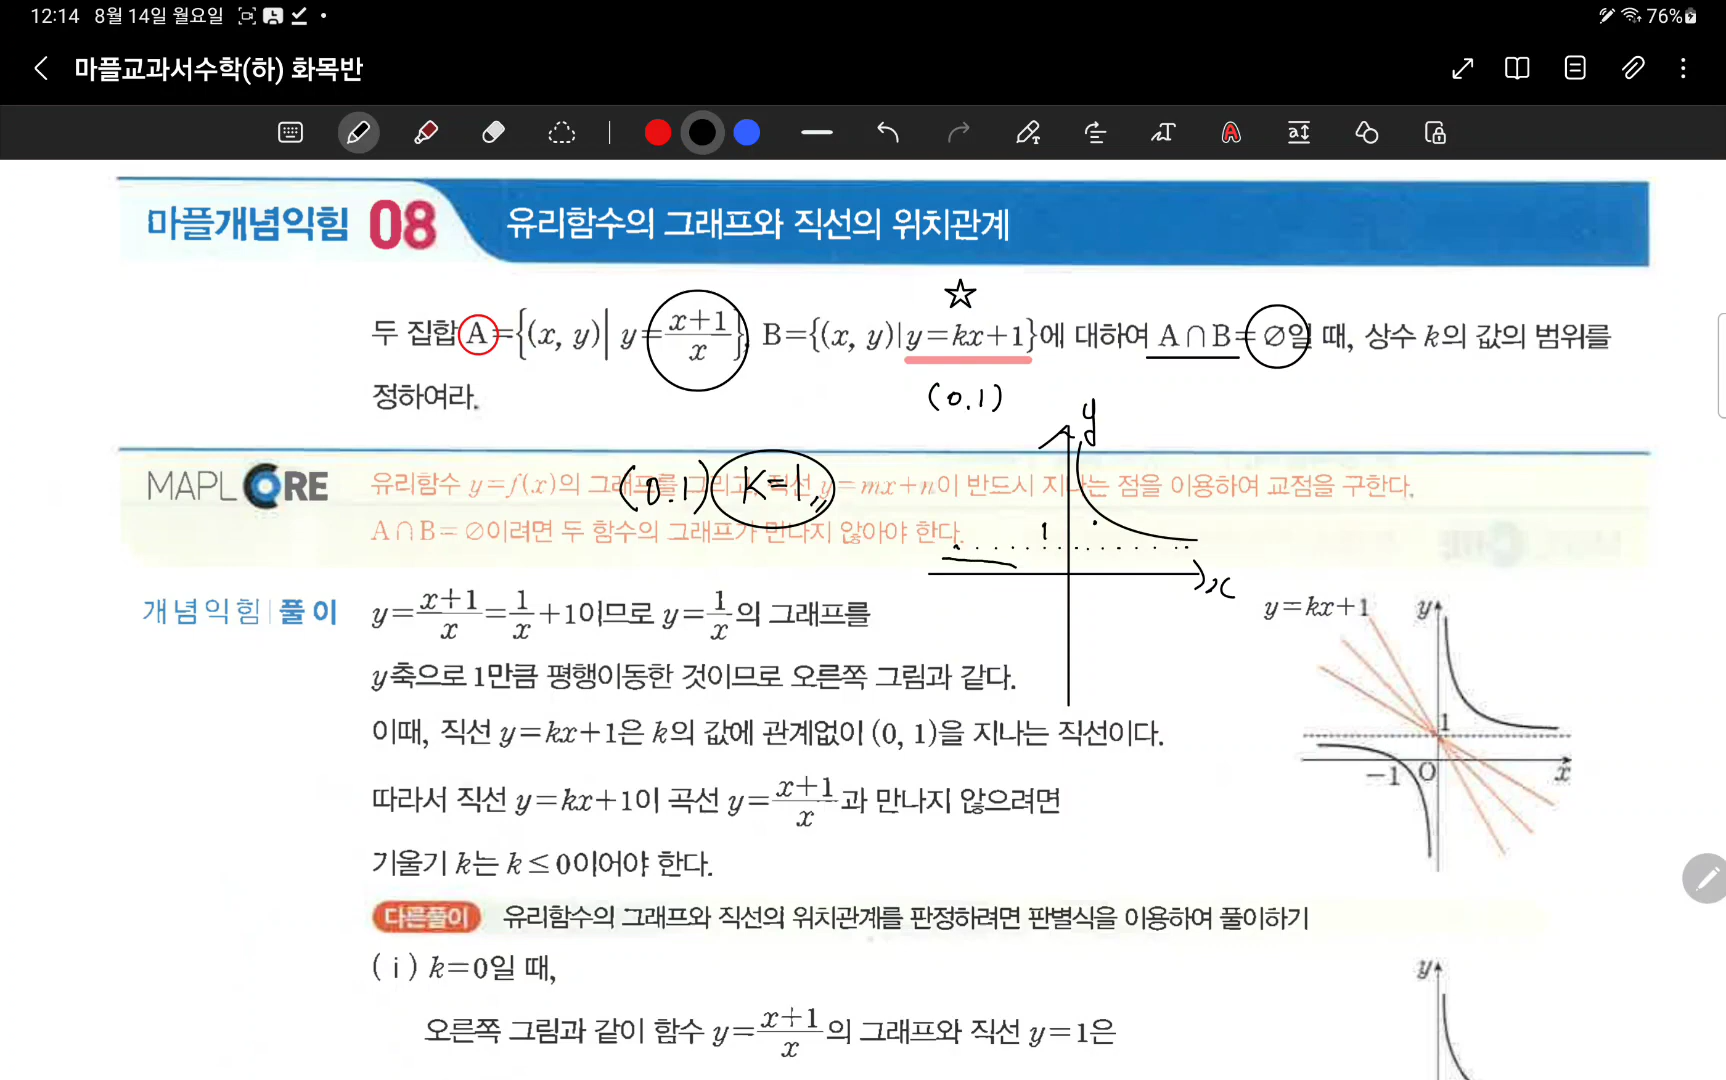 12:14 8월 14일 월요일
76%
마플교과서수학(하) 화목반
마플개념익힘 08 유리함수의 그래프와 직선의 위치관계
☆
두 집합 A={(x, y)| y=\frac{x+1}{x}}, B={(x, y)|y=kx+1}에 대하여 A∩B=∅일 때, 상수 k의 값의 범위를
정하여라.
(0.1)
y
MAPL CORE
유리함수 y=f(x)의 그래프를 그리고, 직선 y=mx+n이 반드시 지나는 점을 이용하여 교점을 구한다.
(0.1) K=1
A∩B=∅이려면 두 함수의 그래프가 만나지 않아야 한다.
1
x
개념익힘 | 풀이
y=\frac{x+1}{x}=\frac{1}{x}+1이므로 y=\frac{1}{x}의 그래프를
y축으로 1만큼 평행이동한 것이므로 오른쪽 그림과 같다.
이때, 직선 y=kx+1은 k의 값에 관계없이 (0, 1)을 지나는 직선이다.
따라서 직선 y=kx+1이 곡선 y=\frac{x+1}{x}과 만나지 않으려면
기울기 k는 k≤0이어야 한다.
y=kx+1 y
1
-1 O x
다른풀이 유리함수의 그래프와 직선의 위치관계를 판정하려면 판별식을 이용하여 풀이하기
(ⅰ) k=0일 때,
y
오른쪽 그림과 같이 함수 y=\frac{x+1}{x}의 그래프와 직선 y=1은